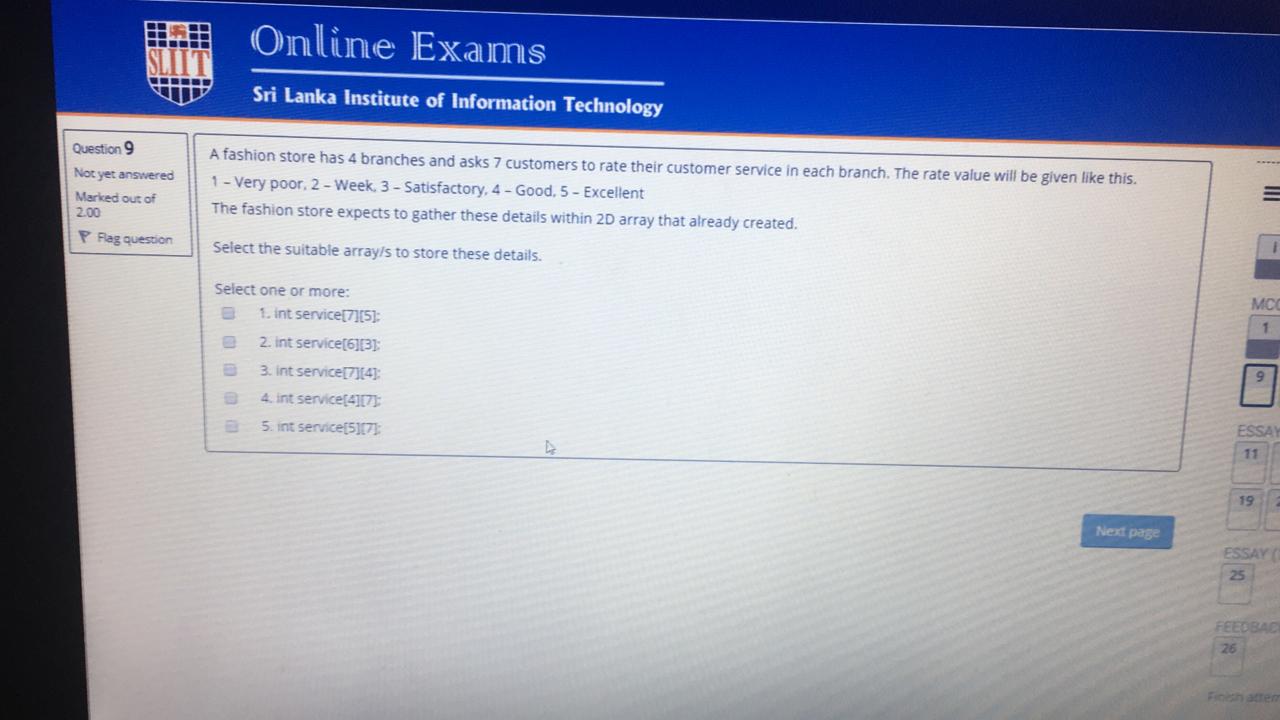 SLIIT
Online Exams
Sri Lanka Institute of Information Technology
Question 9
Not yet answered
Marked out of
2.00
Flag question
A fashion store has 4 branches and asks 7 customers to rate their customer service in each branch. The rate value will be given like this.
1 – Very poor, 2 – Week, 3 – Satisfactory, 4 – Good, 5 – Excellent
The fashion store expects to gather these details within 2D array that already created.
Select the suitable array/s to store these details.
Select one or more:
1. int service[7][5];
2. int service[6][3];
3. int service[7][4];
4. int service[4][7];
5. int service[5][7];
Next page
i
MCQ
1
9
ESSAY
11
19
ESSAY (
25
FEEDBAC
26
Finish attem